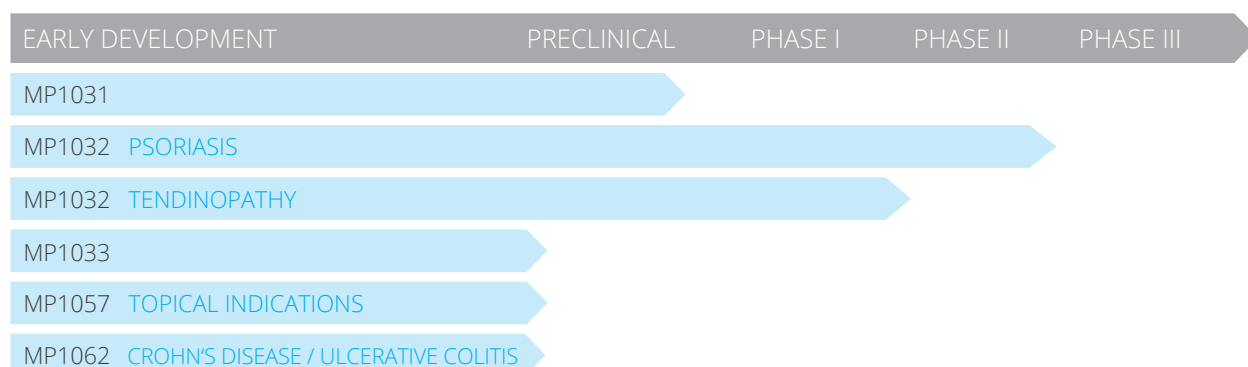 EARLY DEVELOPMENT PRECLINICAL PHASE I PHASE II PHASE III
MP1031
MP1032 PSORIASIS
MP1032 TENDINOPATHY
MP1033
MP1057 TOPICAL INDICATIONS
MP1062 CROHN‘S DISEASE / ULCERATIVE COLITIS